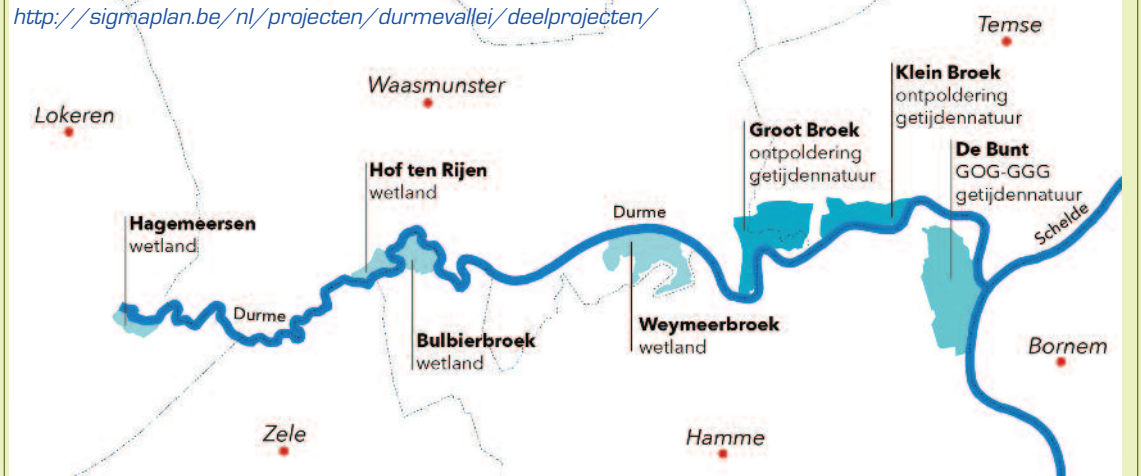 http://sigmaplan.be/nl/projecten/durmevallei/deelprojecten/
Temse
Waasmunster
Lokeren
Klein Broek
ontpoldering
getijdennatuur
Groot Broek
ontpoldering
getijdennatuur
De Bunt
GOG-GGG
getijdennatuur
Hof ten Rijen
wetland
Hagemeersen
wetland
Durme
Schelde
Durme
Weymeerbroek
wetland
Bulbierbroek
wetland
Bornem
Zele
Hamme